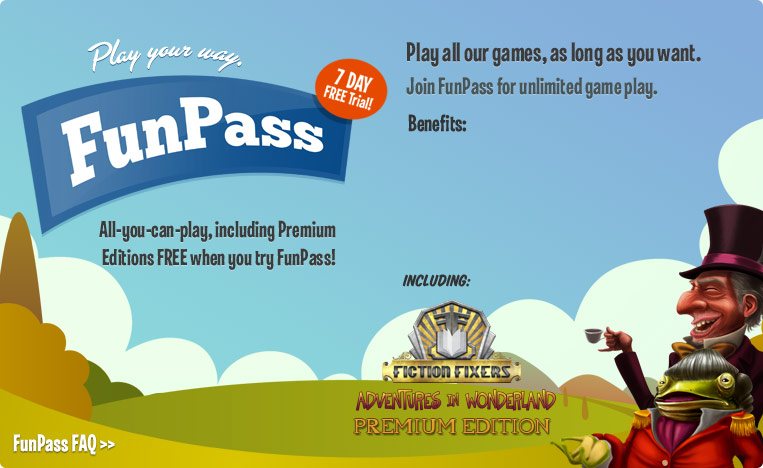 Play your way.
7 DAY
FREE Trial!
FunPass
All-you-can-play, including Premium
Editions FREE when you try FunPass!
Play all our games, as long as you want.
Join FunPass for unlimited game play.
Benefits:
INCLUDING:
FICTION FIXERS
ADVENTURES IN WONDERLAND
PREMIUM EDITION
FunPass FAQ >>